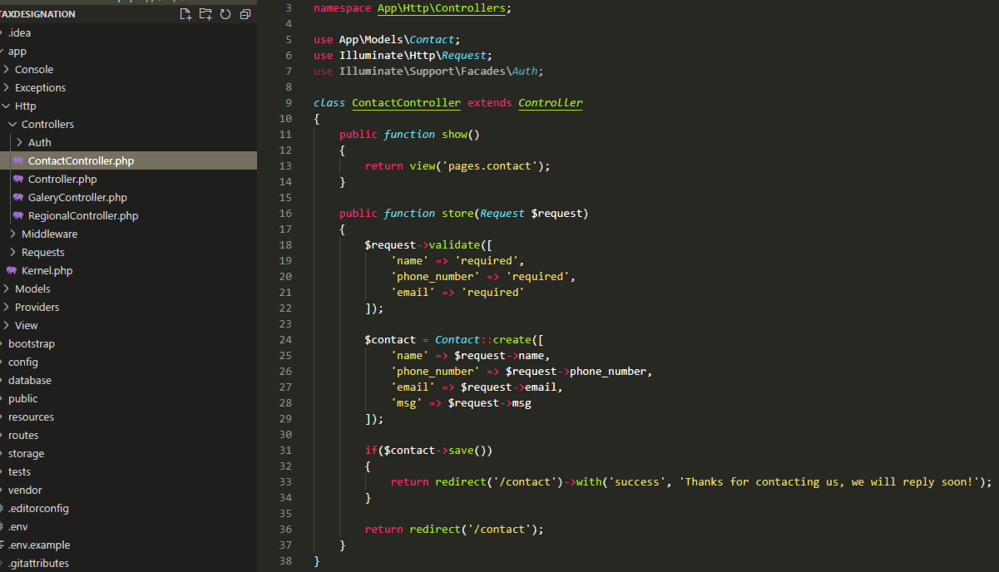 TAXDESIGNATION
.idea
app
Console
Exceptions
Http
Controllers
Auth
ContactController.php
Controller.php
GaleryController.php
RegionalController.php
Middleware
Requests
Kernel.php
Models
Providers
View
bootstrap
config
database
public
resources
routes
storage
tests
vendor
.editorconfig
.env
.env.example
.gitattributes
3 namespace App\Http\Controllers;
4
5 use App\Models\Contact;
6 use Illuminate\Http\Request;
7 use Illuminate\Support\Facades\Auth;
8
9 class ContactController extends Controller
10 {
11     public function show()
12     {
13         return view('pages.contact');
14     }
15
16     public function store(Request $request)
17     {
18         $request->validate([
19             'name' => 'required',
20             'phone_number' => 'required',
21             'email' => 'required'
22         ]);
23
24         $contact = Contact::create([
25             'name' => $request->name,
26             'phone_number' => $request->phone_number,
27             'email' => $request->email,
28             'msg' => $request->msg
29         ]);
30
31         if($contact->save())
32         {
33             return redirect('/contact')->with('success', 'Thanks for contacting us, we will reply soon!');
34         }
35
36         return redirect('/contact');
37     }
38 }